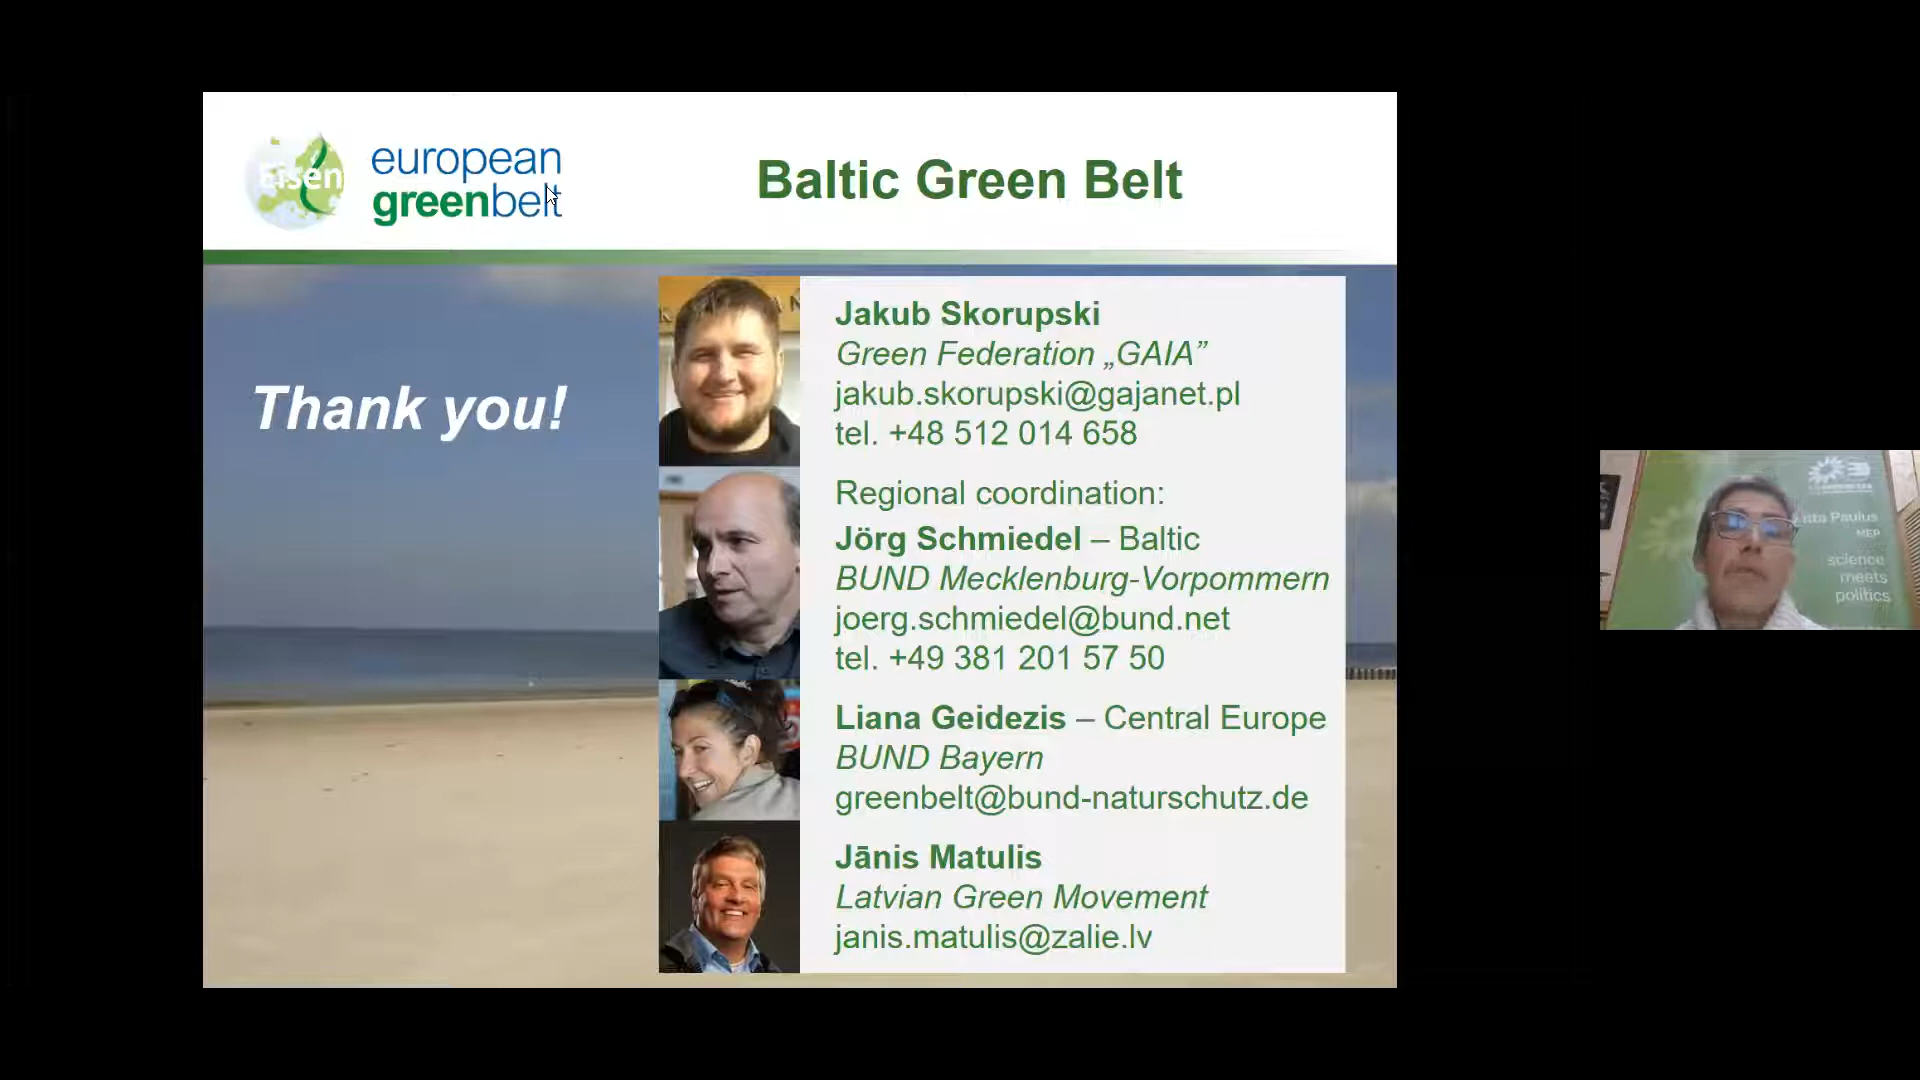 Eisen
european
greenbelt
Baltic Green Belt
Thank you!
Jakub Skorupski
Green Federation „GAIA”
jakub.skorupski@gajanet.pl
tel. +48 512 014 658
Regional coordination:
Jörg Schmiedel – Baltic
BUND Mecklenburg-Vorpommern
joerg.schmiedel@bund.net
tel. +49 381 201 57 50
Liana Geidezis – Central Europe
BUND Bayern
greenbelt@bund-naturschutz.de
Jānis Matulis
Latvian Green Movement
janis.matulis@zalie.lv
Paulus
MEP
science
meets
politics